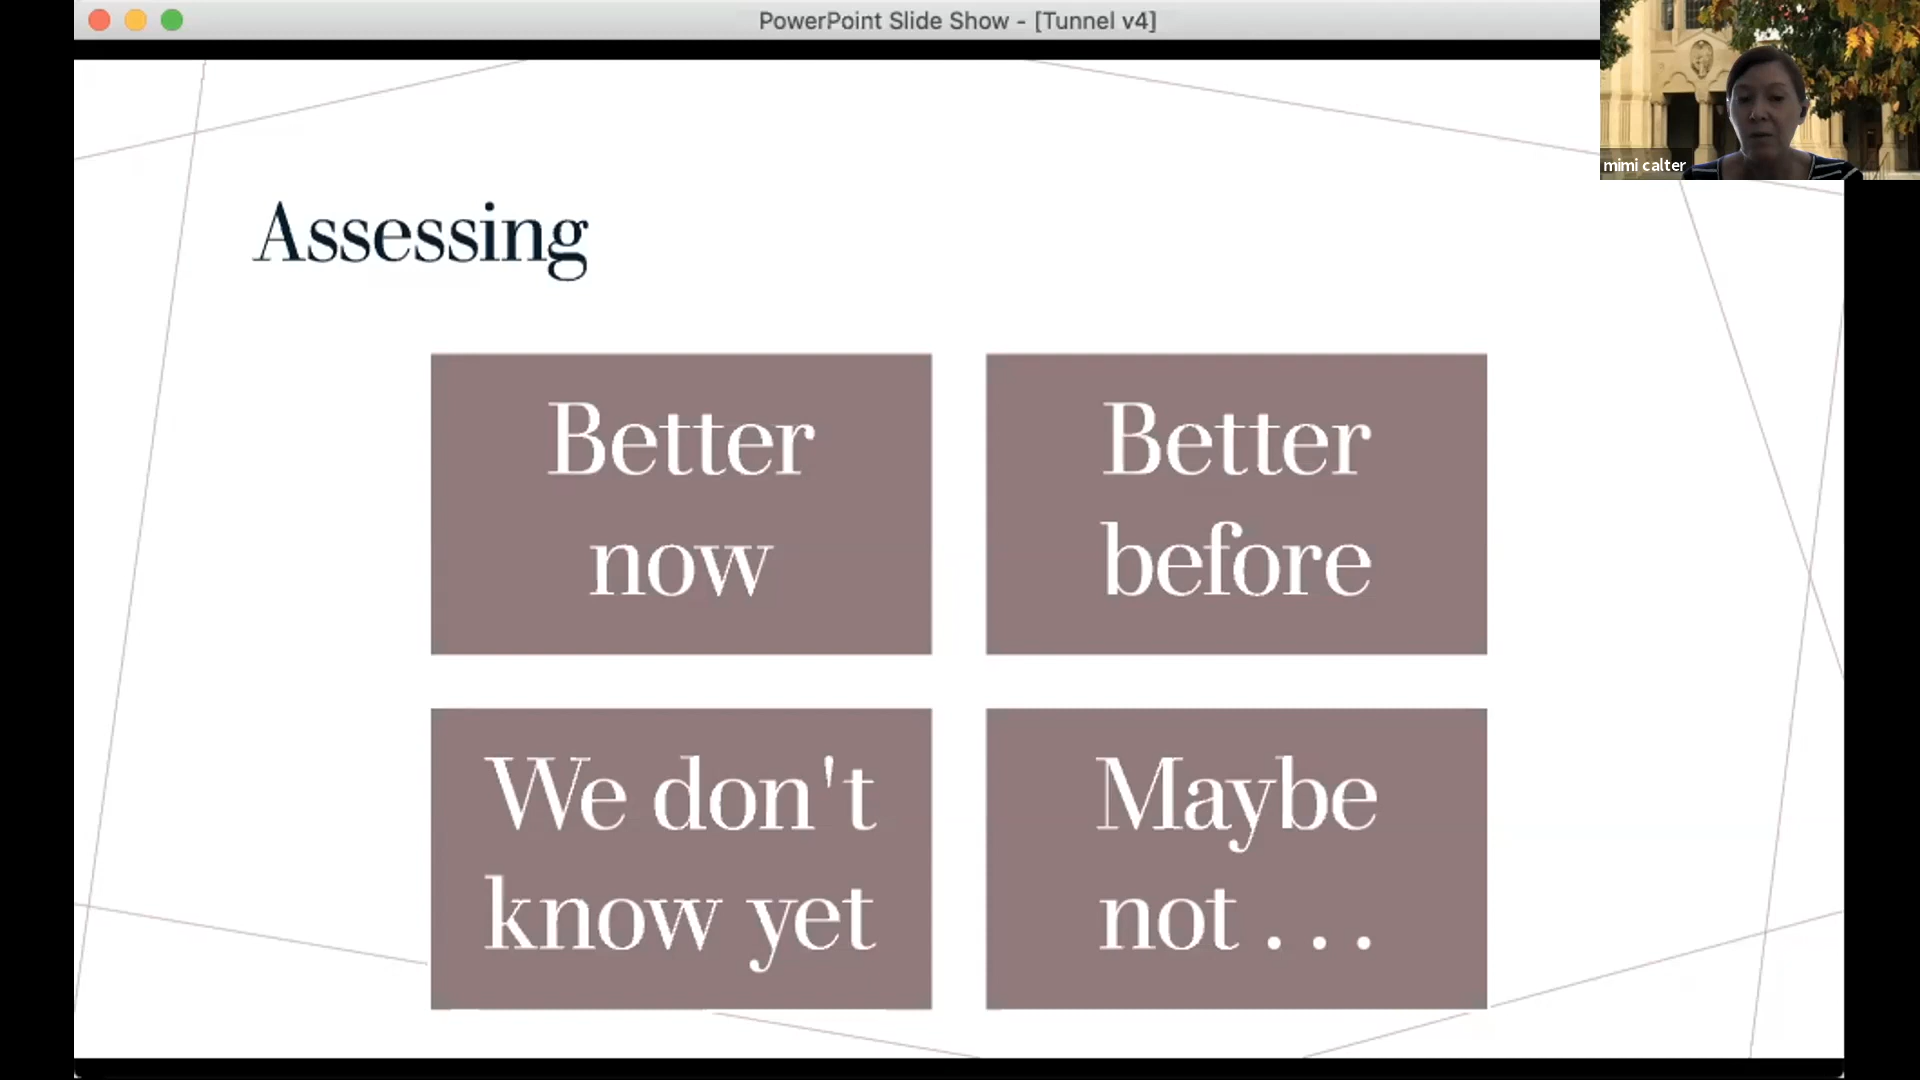 PowerPoint Slide Show - [Tunnel v4]
mimi calter
Assessing
Better
now
Better
before
We don't
know yet
Maybe
not . . .